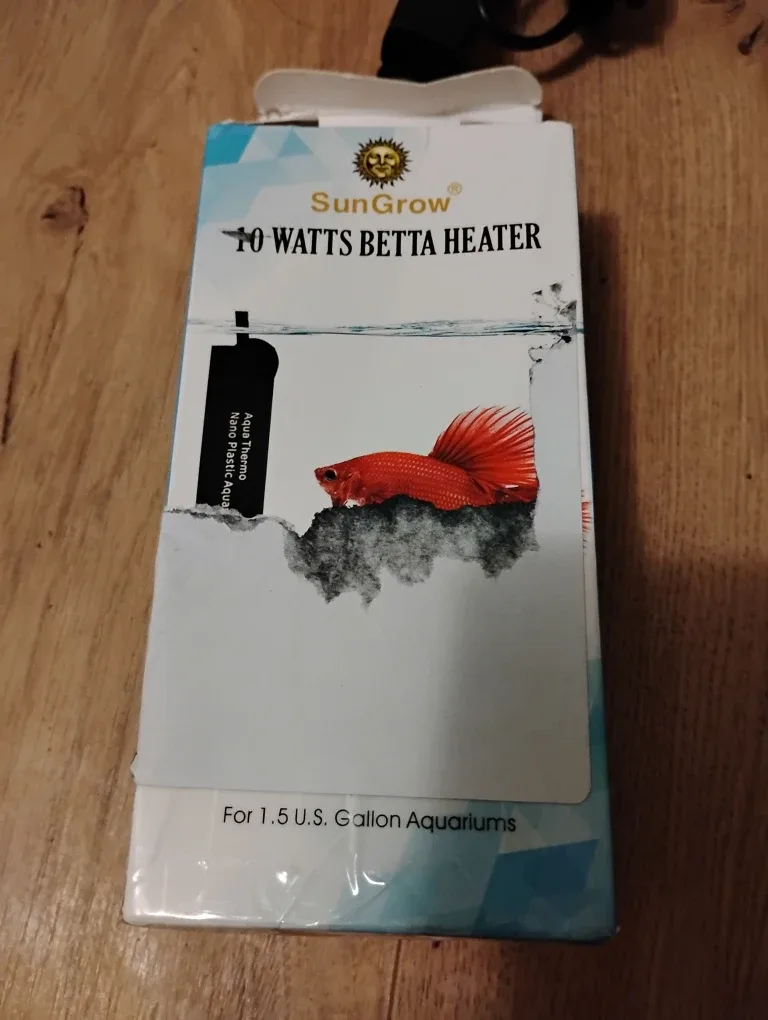 SunGrow®
10 WATTS BETTA HEATER
Aqua Thermo
Nano Plastic Aqua
For 1.5 U.S. Gallon Aquariums